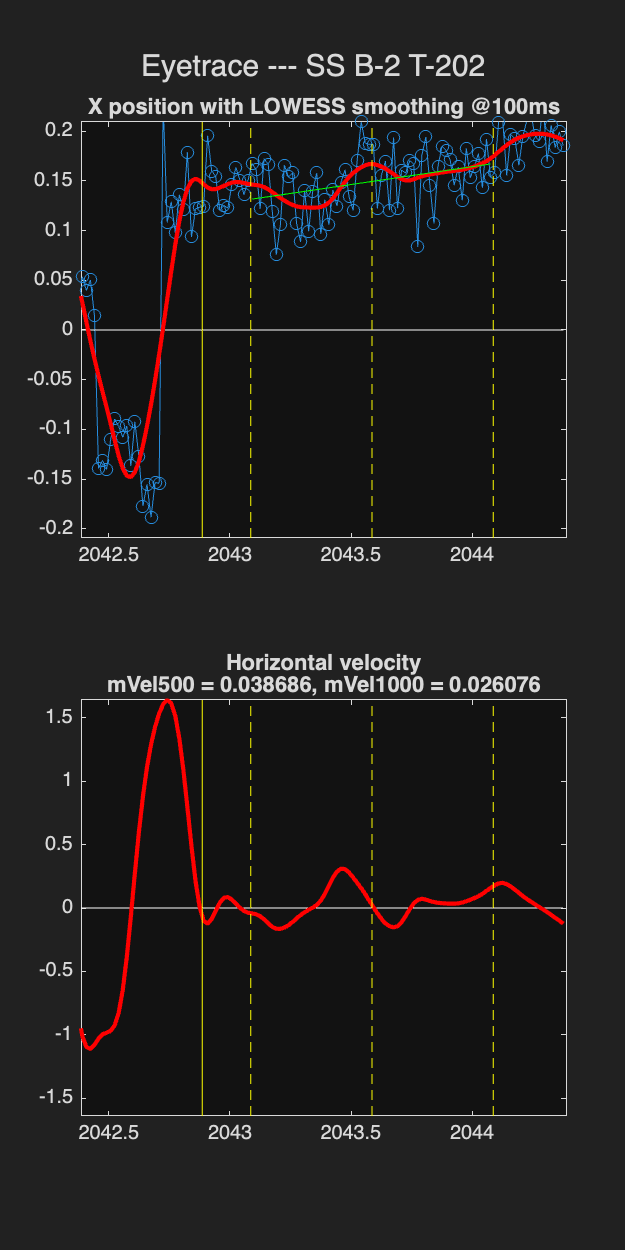 Eyetrace --- SS B-2 T-202
X position with LOWESS smoothing @100ms
0.2
0.15
0.1
0.05
0
-0.05
-0.1
-0.15
-0.2
2042.5 2043 2043.5 2044
Horizontal velocity
mVel500 = 0.038686, mVel1000 = 0.026076
1.5
1
0.5
0
-0.5
-1
-1.5
2042.5 2043 2043.5 2044